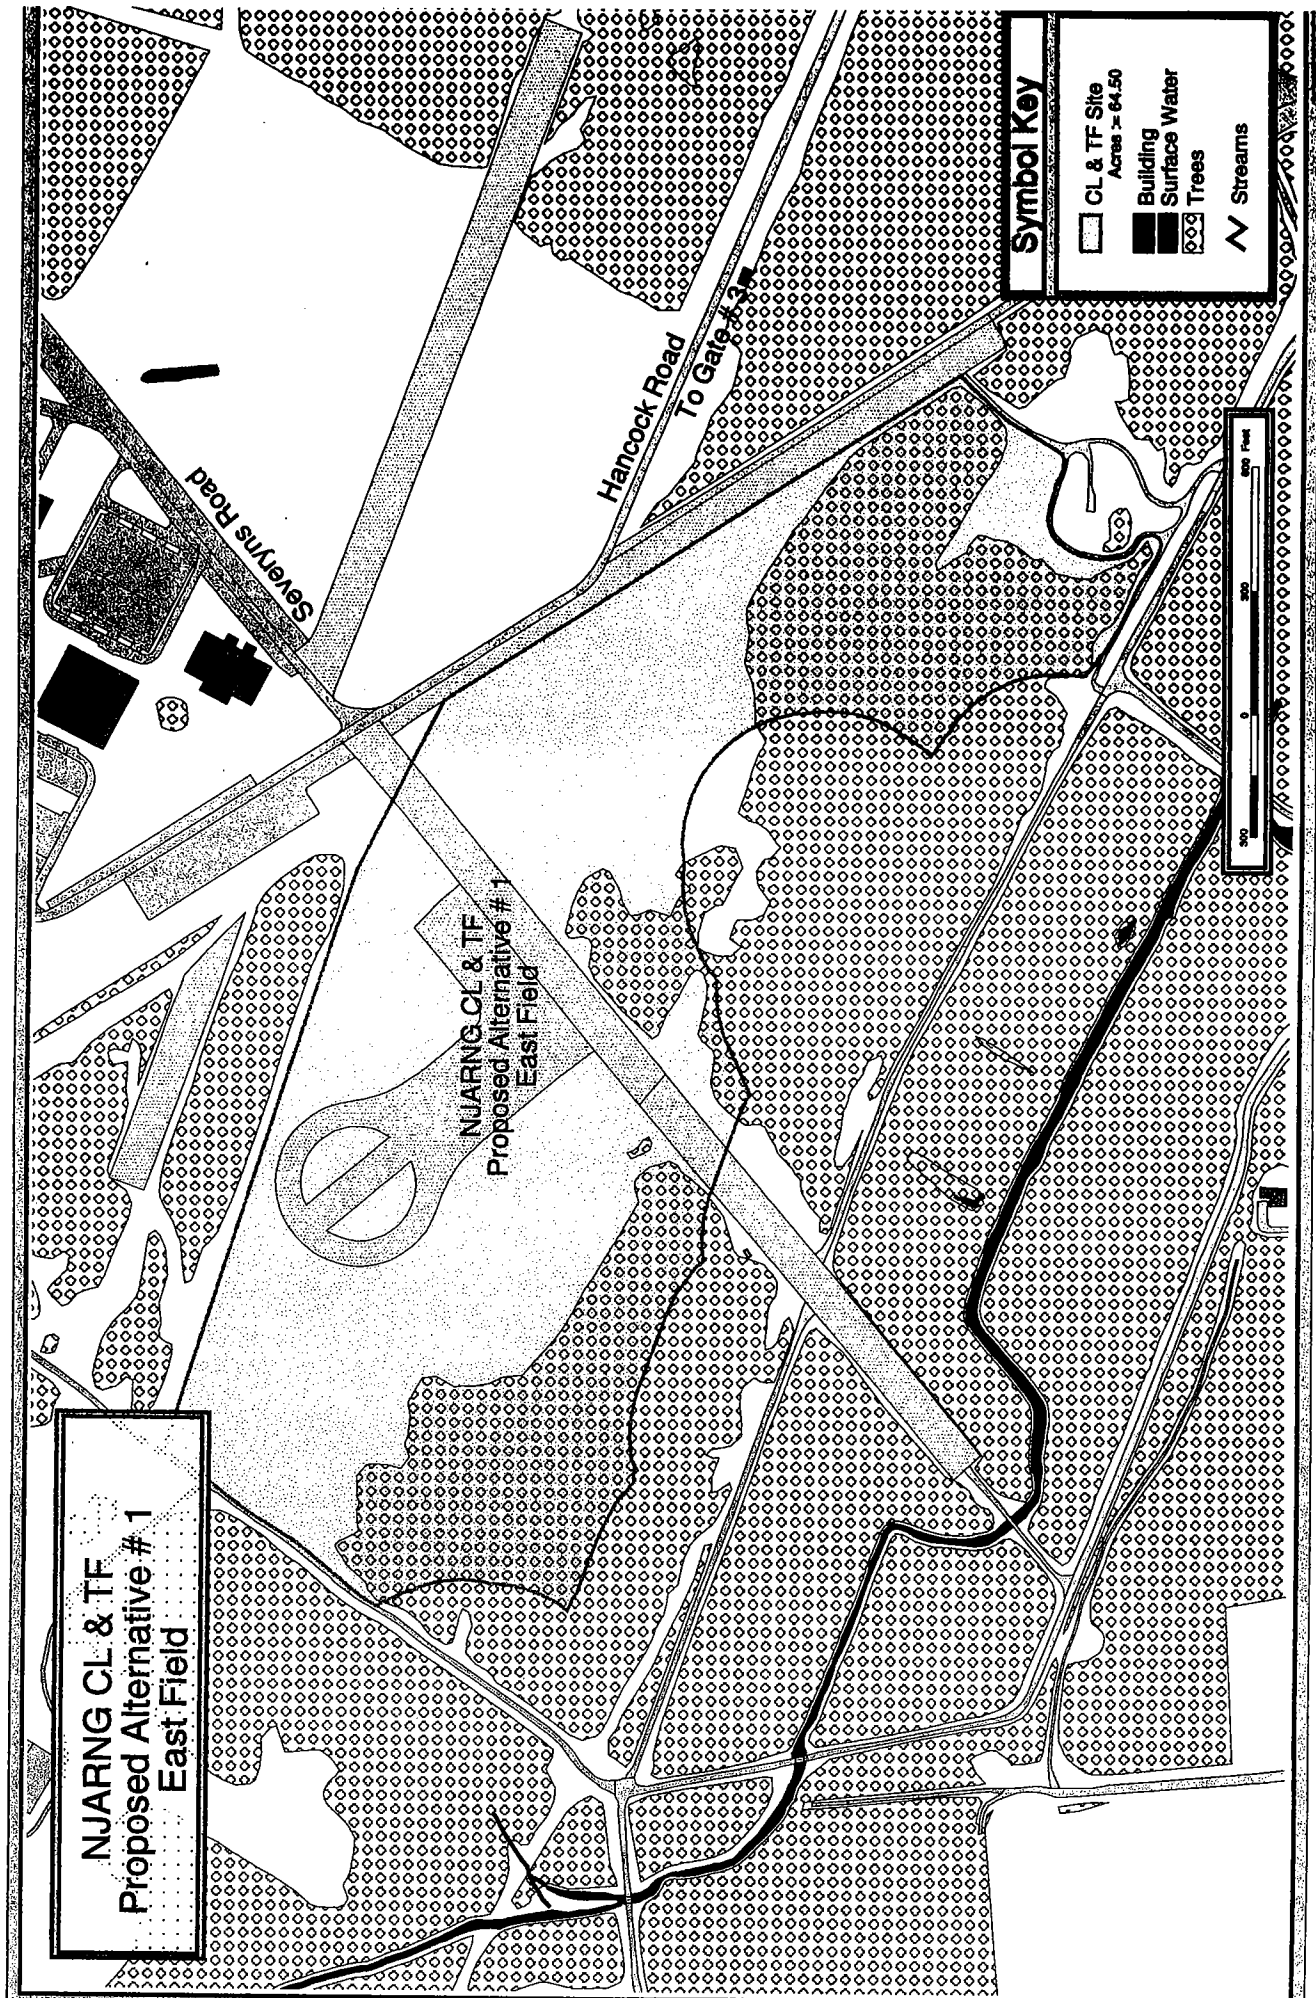 NJARNG CL & TF
Proposed Alternative # 1
East Field
Sevenyns Road
Hancock Road
To Gate # 3
NJARNG CL & TF
Proposed Alternative # 1
East Field
Symbol Key
CL & TF Site
Acres = 64.50
Building
Surface Water
Trees
Streams
300 0 300 600 Feet